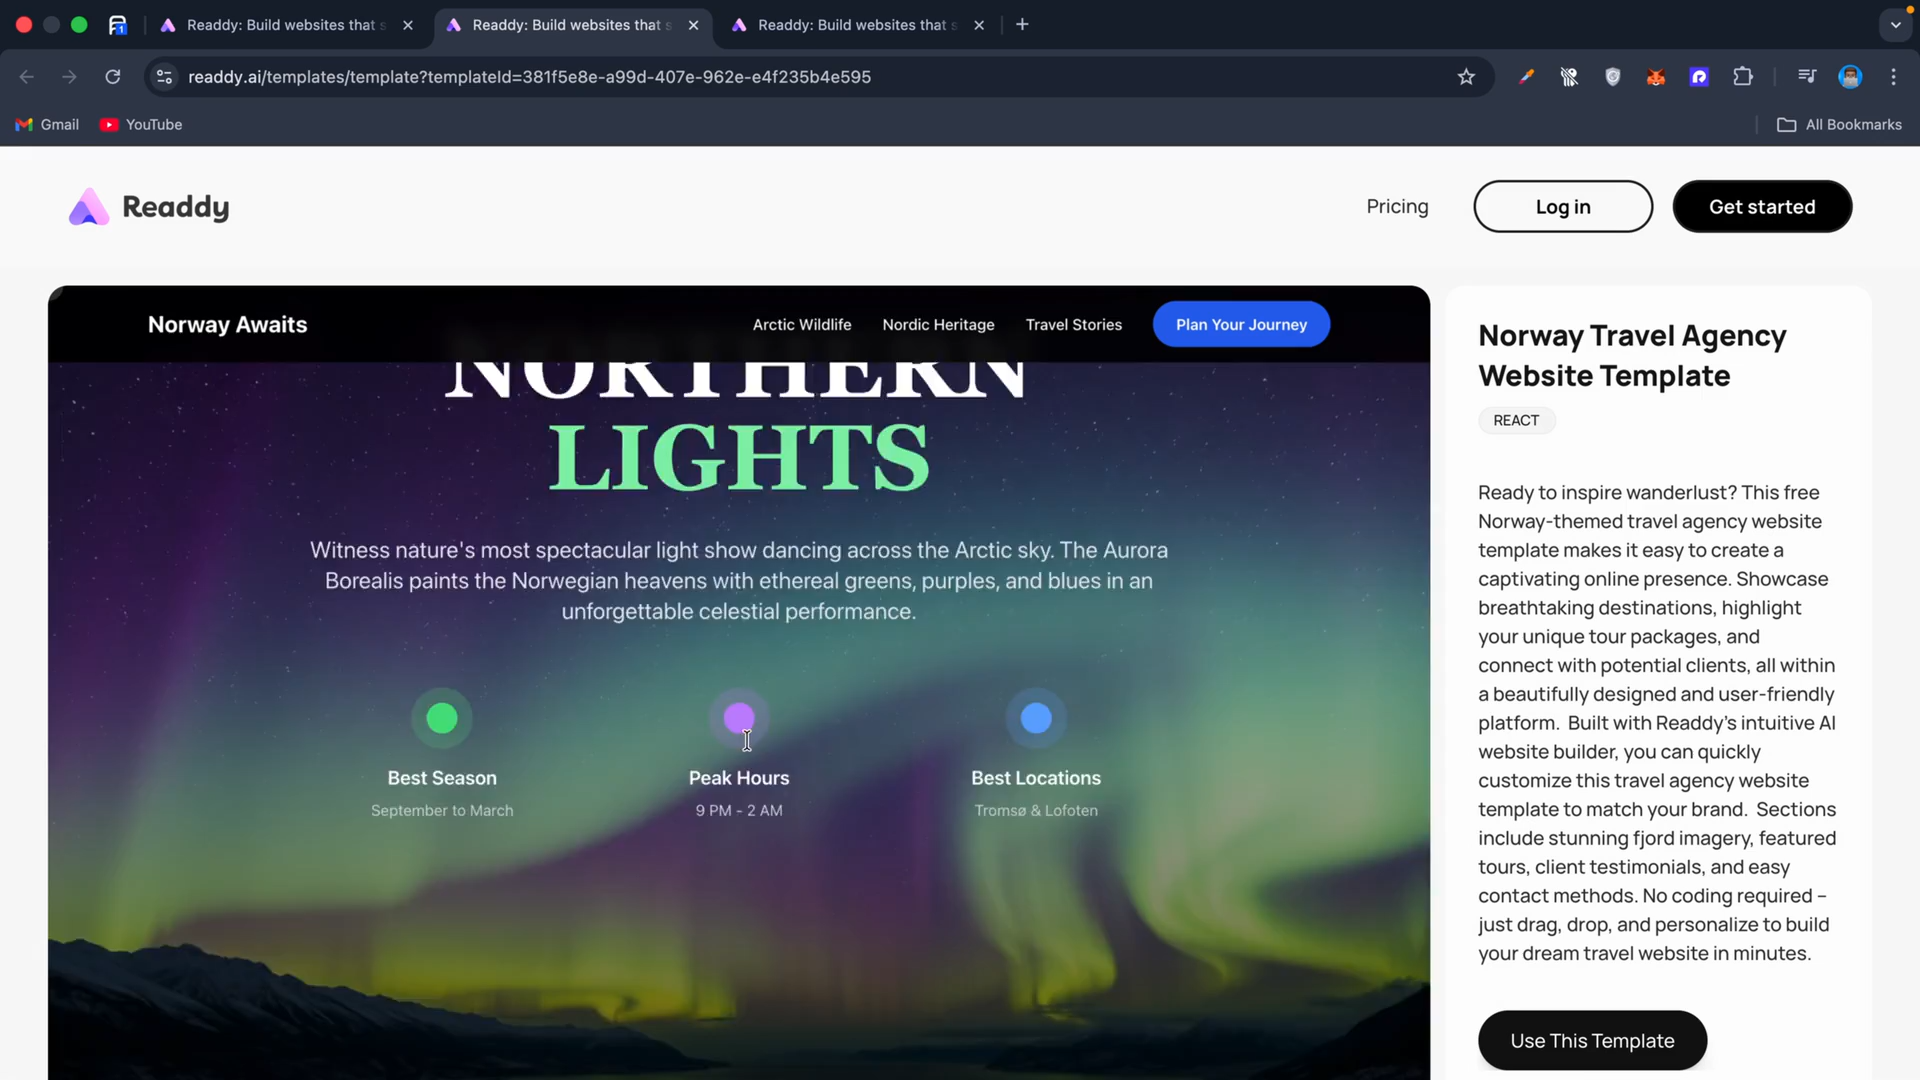 Readdy: Build websites that s
Readdy: Build websites that s
Readdy: Build websites that s
readdy.ai/templates/template?templateId=381f5e8e-a99d-407e-962e-e4f235b4e595
Gmail
YouTube
All Bookmarks
Readdy
Pricing
Log in
Get started
Norway Awaits
Arctic Wildlife
Nordic Heritage
Travel Stories
Plan Your Journey
NORTHERN
LIGHTS
Witness nature's most spectacular light show dancing across the Arctic sky. The Aurora
Borealis paints the Norwegian heavens with ethereal greens, purples, and blues in an
unforgettable celestial performance.
Best Season
September to March
Peak Hours
9 PM - 2 AM
Best Locations
Tromsø & Lofoten
Norway Travel Agency
Website Template
REACT
Ready to inspire wanderlust? This free
Norway-themed travel agency website
template makes it easy to create a
captivating online presence. Showcase
breathtaking destinations, highlight
your unique tour packages, and
connect with potential clients, all within
a beautifully designed and user-friendly
platform. Built with Readdy's intuitive AI
website builder, you can quickly
customize this travel agency website
template to match your brand. Sections
include stunning fjord imagery, featured
tours, client testimonials, and easy
contact methods. No coding required –
just drag, drop, and personalize to build
your dream travel website in minutes.
Use This Template